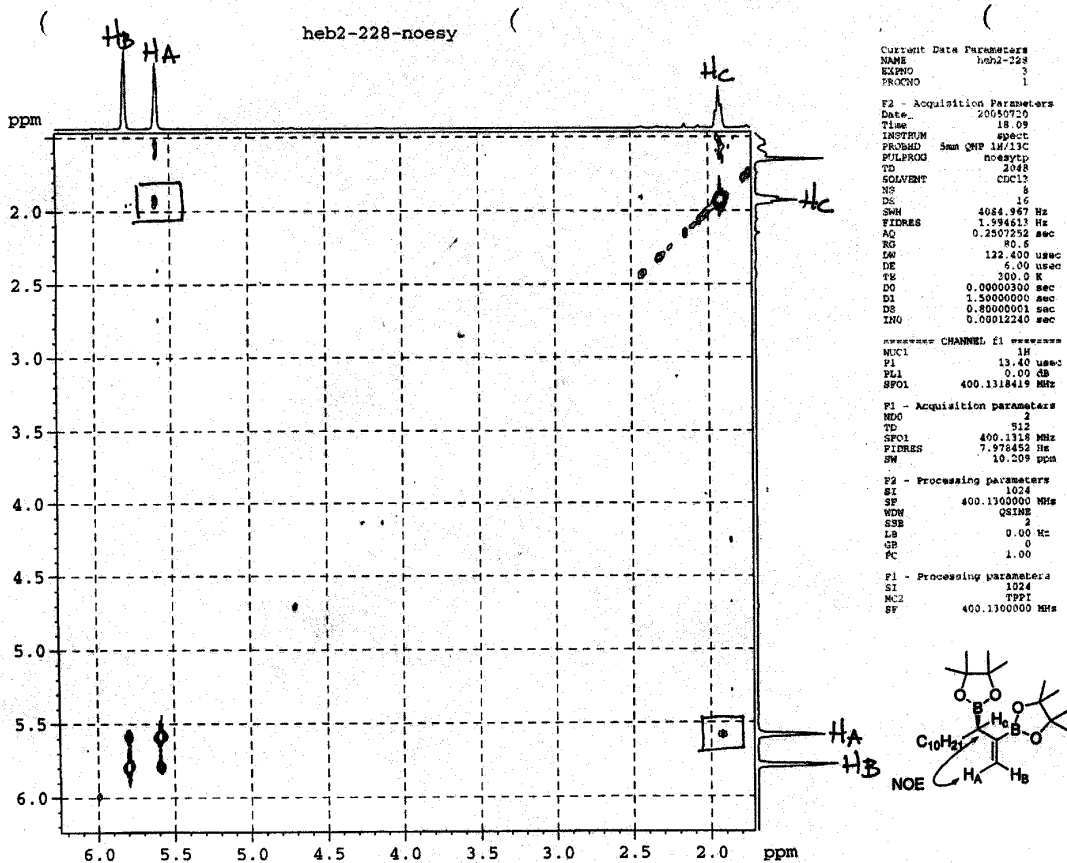 heb2-228-noesy
HB
HA
HC
ppm
2.0
2.5
3.0
3.5
4.0
4.5
5.0
5.5
6.0
6.0 5.5 5.0 4.5 4.0 3.5 3.0 2.5 2.0 ppm
HC
HA
HB
Current Data Parameters
NAME heb2-228
EXPNO 3
PROCNO 1
F2 - Acquisition Parameters
Date_ 20050720
Time 18.09
INSTRUM spect
PROBHD 5mm QNP 1H/13C
PULPROG noesytp
TD 2048
SOLVENT CDCl3
NS 8
DS 16
SWH 4084.967 Hz
FIDRES 1.994613 Hz
AQ 0.2507252 sec
RG 80.6
DW 122.400 usec
DE 6.00 usec
TE 300.0 K
D0 0.00000300 sec
D1 1.50000000 sec
D8 0.80000001 sec
IN0 0.00012240 sec
======== CHANNEL f1 ========
NUC1 1H
P1 13.40 usec
PL1 0.00 dB
SFO1 400.1318419 MHz
F1 - Acquisition parameters
ND0 2
TD 512
SFO1 400.1318 MHz
FIDRES 7.978452 Hz
SW 10.209 ppm
F2 - Processing parameters
SI 1024
SF 400.1300000 MHz
WDW QSINE
SSB 2
LB 0.00 Hz
GB 0
PC 1.00
F1 - Processing parameters
SI 1024
MC2 TPPI
SF 400.1300000 MHz
O O
B
O
HC B
O
C10H21
HA HB
NOE